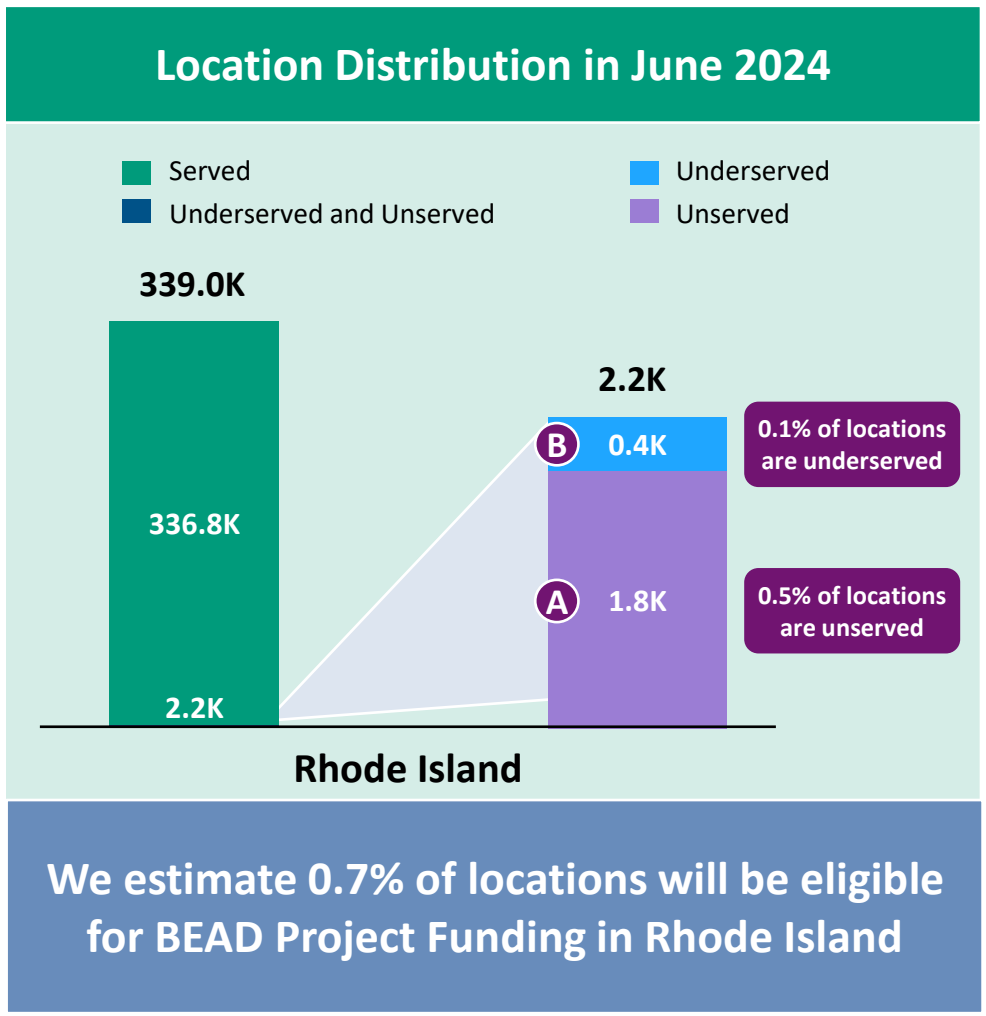 Location Distribution in June 2024
Served
Underserved
Underserved and Unserved
Unserved
339.0K
2.2K
B
0.4K
0.1% of locations
are underserved
336.8K
A
1.8K
0.5% of locations
are unserved
2.2K
Rhode Island
We estimate 0.7% of locations will be eligible
for BEAD Project Funding in Rhode Island